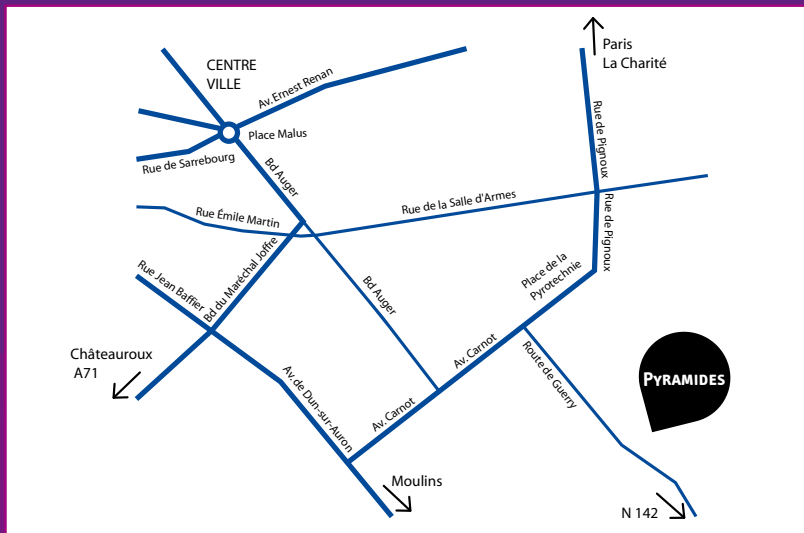 Paris
La Charité
CENTRE
VILLE
Av. Ernest Renan
Place Malus
Rue de Sarrebourg
Bd Auger
Rue de Pignoux
Rue Émile Martin
Rue de la Salle d'Armes
Rue de Pignoux
Bd du Maréchal Joffre
Rue Jean Baffier
Place de la
Pyrotechnie
Bd Auger
Châteauroux
A71
Av. Carnot
Route de Guerry
PYRAMIDES
Av. de Dun-sur-Auron
Av. Carnot
Moulins
N 142